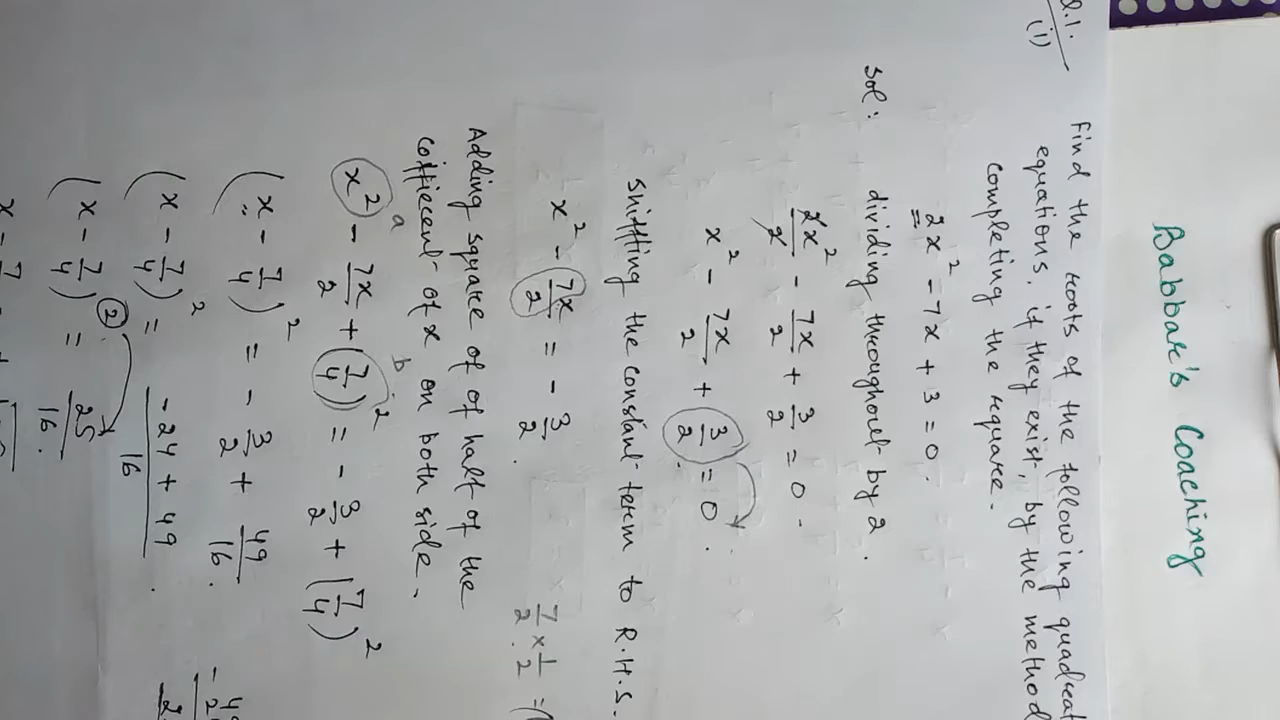 Babbar's Coaching
Q.1.
(i) Find the roots of the following quadrat
equations, if they exist, by the method
completing the square.
2x² - 7x + 3 = 0.
Sol: dividing throughout by 2.
2x²/2 - 7x/2 + 3/2 = 0.
x² - 7x/2 + 3/2 = 0.
Shiftting the constant term to R.H.S.
x² - 7x/2 = - 3/2.
7/2 × 1/2 =
Adding square of of half of the
cofficecent of x on both side.
a b
x² - 7x/2 + (7/4)² = - 3/2 + (7/4)²
(x - 7/4)² = - 3/2 + 49/16.
(x - 7/4)² = -24 + 49/16.
(x - 7/4)² = 25/16.
x - 7